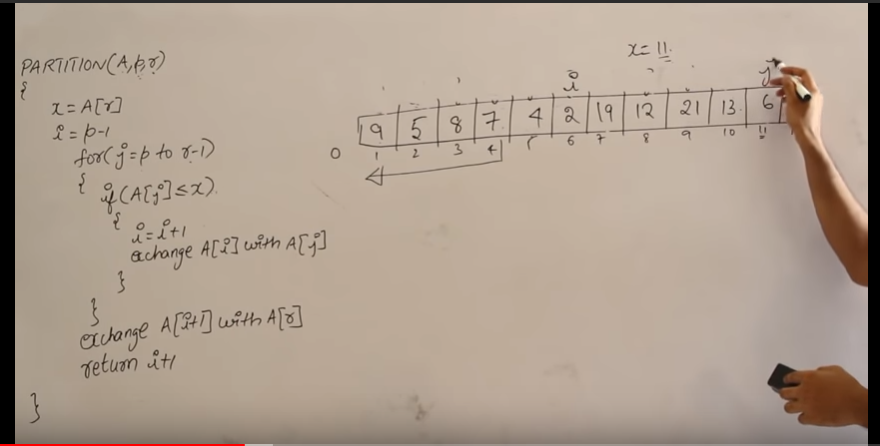 PARTITION(A,p,r)
{
x = A[r]
i = p-1
for(j=p to r-1)
{ if(A[j]≤x)
{
i=i+1
exchange A[i] with A[j]
}
}
exchange A[i+1] with A[r]
return i+1
}
x = 11
i j
9 5 8 7 4 2 19 12 21 13 6
0 1 2 3 4 5 6 7 8 9 10 11